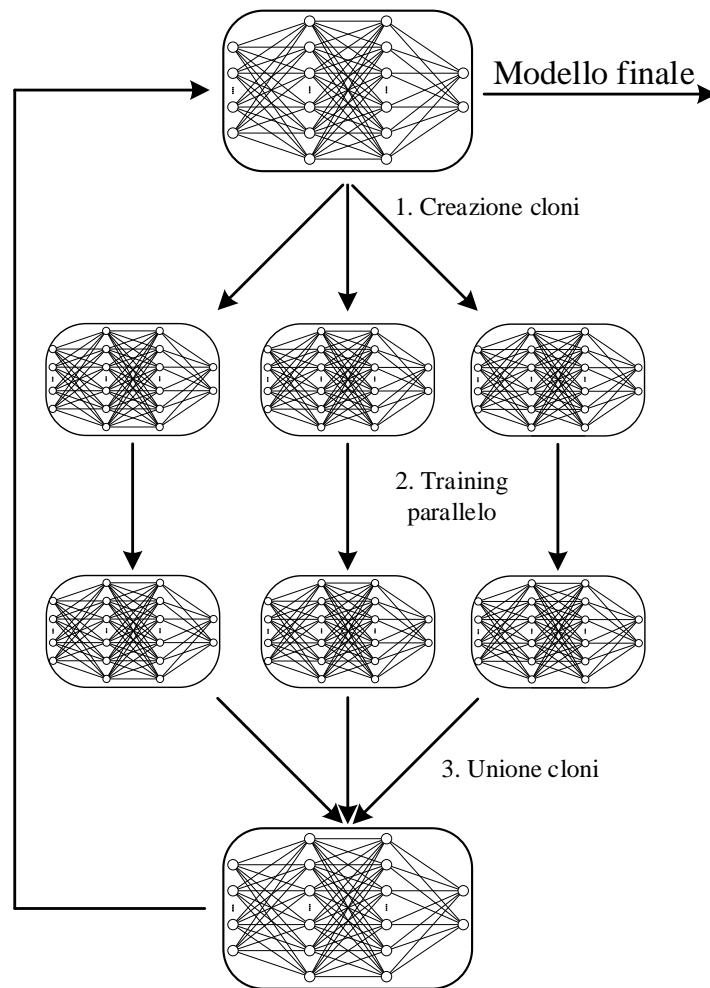 Modello finale
1. Creazione cloni
2. Training
parallelo
3. Unione cloni